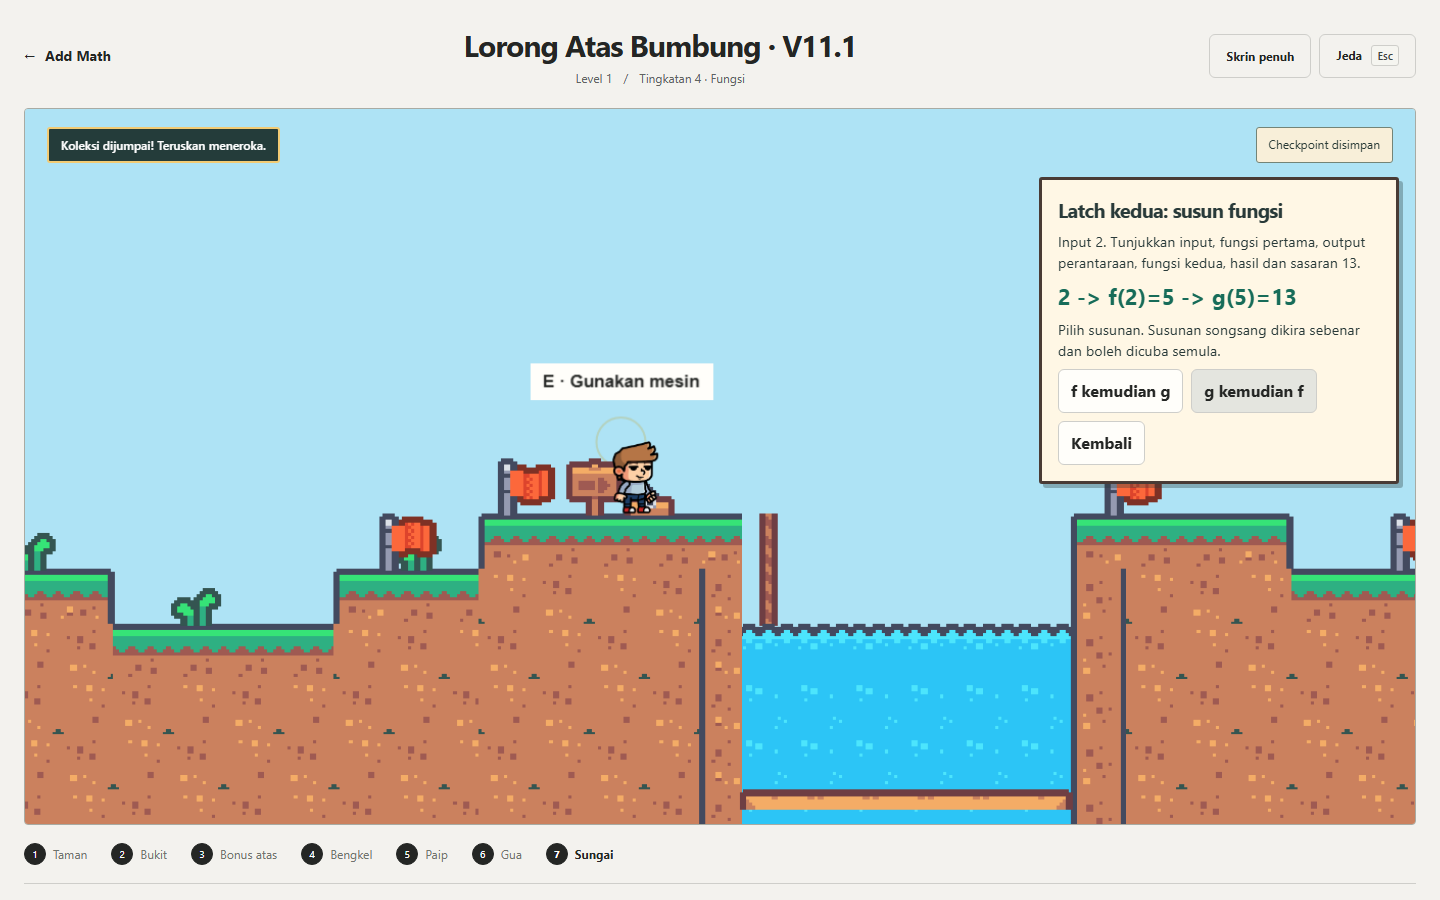 ← Add Math
Lorong Atas Bumbung · V11.1
Level 1 / Tingkatan 4 · Fungsi
Skrin penuh
Jeda Esc
Koleksi dijumpai! Teruskan meneroka.
Checkpoint disimpan
Latch kedua: susun fungsi
Input 2. Tunjukkan input, fungsi pertama, output
perantaraan, fungsi kedua, hasil dan sasaran 13.
2 -> f(2)=5 -> g(5)=13
Pilih susunan. Susunan songsang dikira sebenar
dan boleh dicuba semula.
f kemudian g
g kemudian f
Kembali
E · Gunakan mesin
1 Taman
2 Bukit
3 Bonus atas
4 Bengkel
5 Paip
6 Gua
7 Sungai